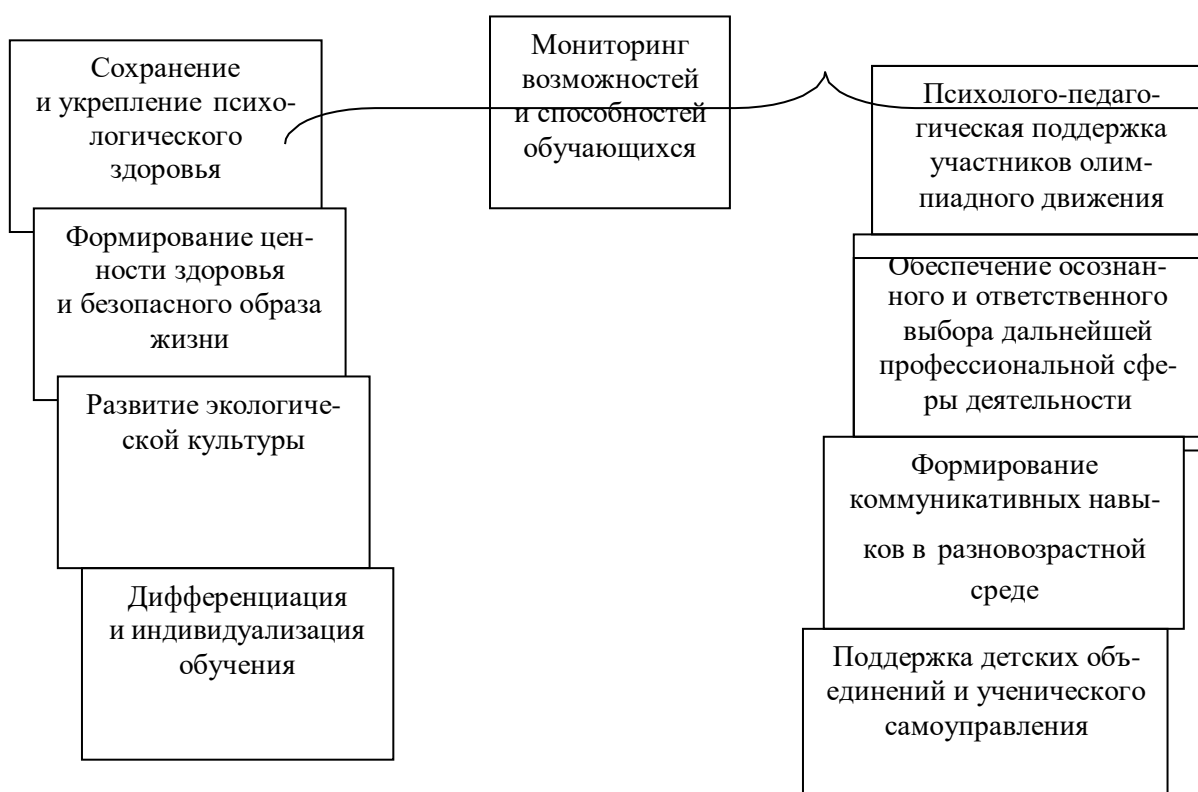 Сохранение
и укрепление психо-
логического
здоровья
Формирование цен-
ности здоровья
и безопасного образа
жизни
Развитие экологиче-
ской культуры
Дифференциация
и индивидуализация
обучения
Мониторинг
возможностей
и способностей
обучающихся
Психолого-педаго-
гическая поддержка
участников олим-
пиадного движения
Обеспечение осознан-
ного и ответственного
выбора дальнейшей
профессиональной сфе-
ры деятельности
Формирование
коммуникативных навы-
ков в разновозрастной
среде
Поддержка детских объ-
единений и ученического
самоуправления